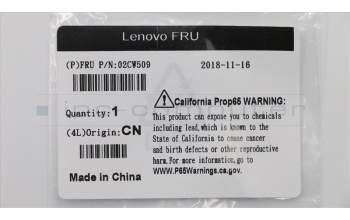 Lenovo FRU
(P)FRU P/N:02CW509
2018-11-16
Quantity:1
(4L)Origin:CN
Made in China
California Prop65 WARNING:
This product can expose you to chemicals
including lead,which is known to the
State of California to cause cancer
and birth defects or other reproductive
harm.For more information,go to
WWW.P65Warnings.ca.gov.